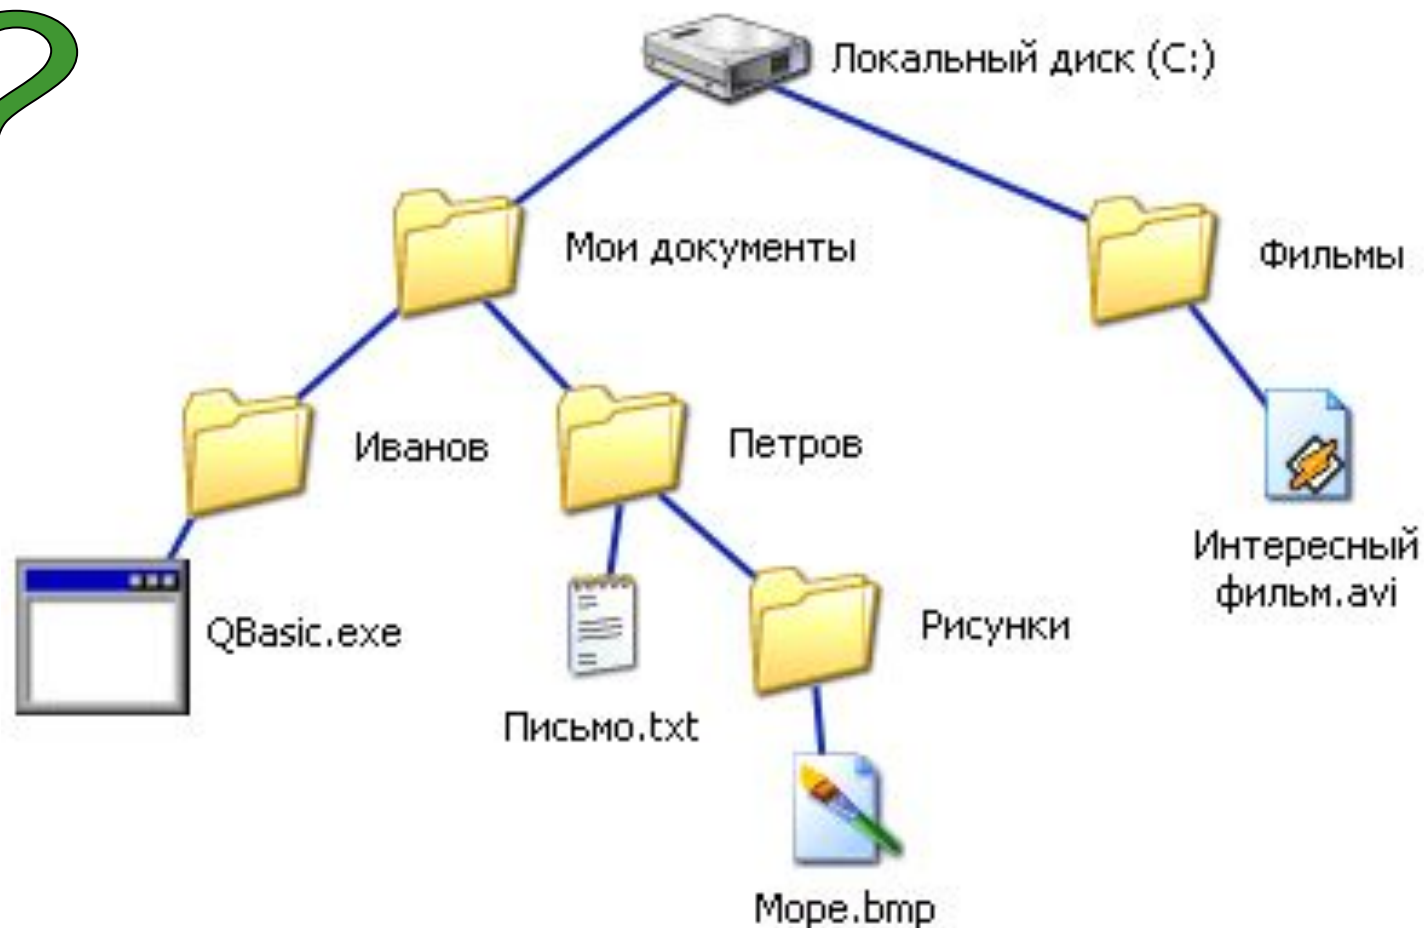 Локальный диск (C:)
Мои документы
Фильмы
Иванов
Петров
Интересный
фильм.avi
QBasic.exe
Рисунки
Письмо.txt
Море.bmp